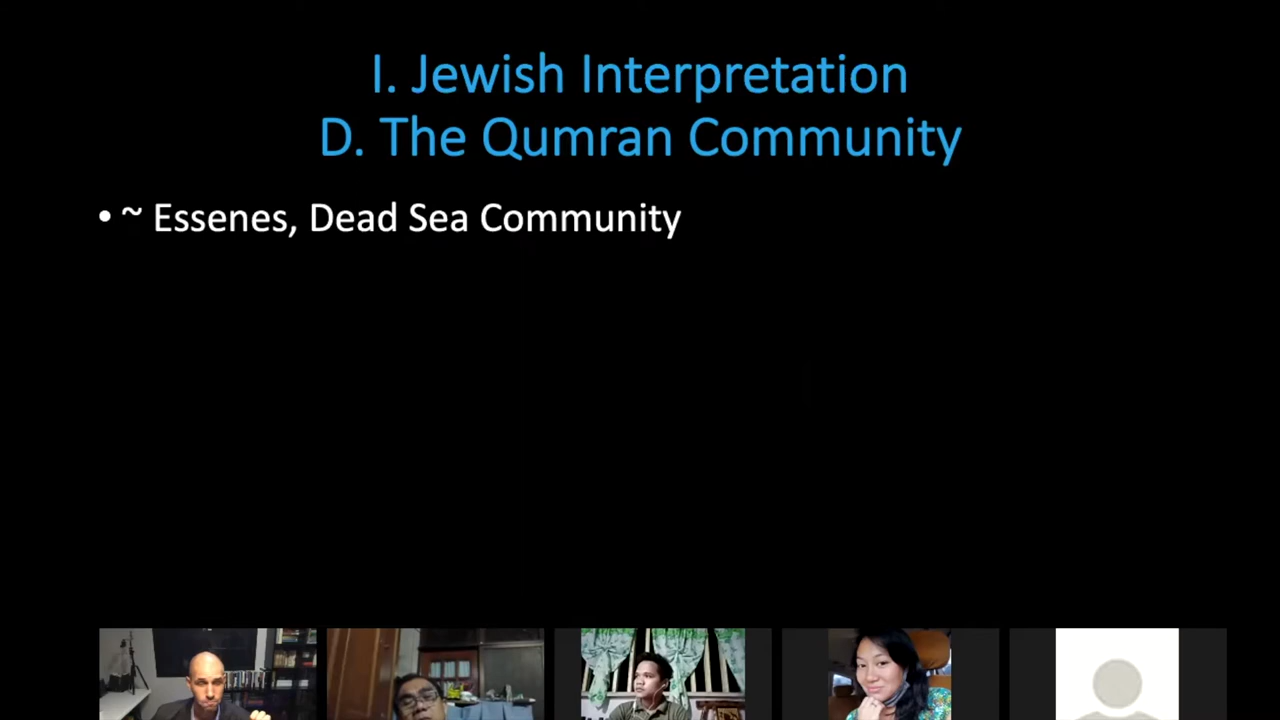 I. Jewish Interpretation
D. The Qumran Community
• ~ Essenes, Dead Sea Community